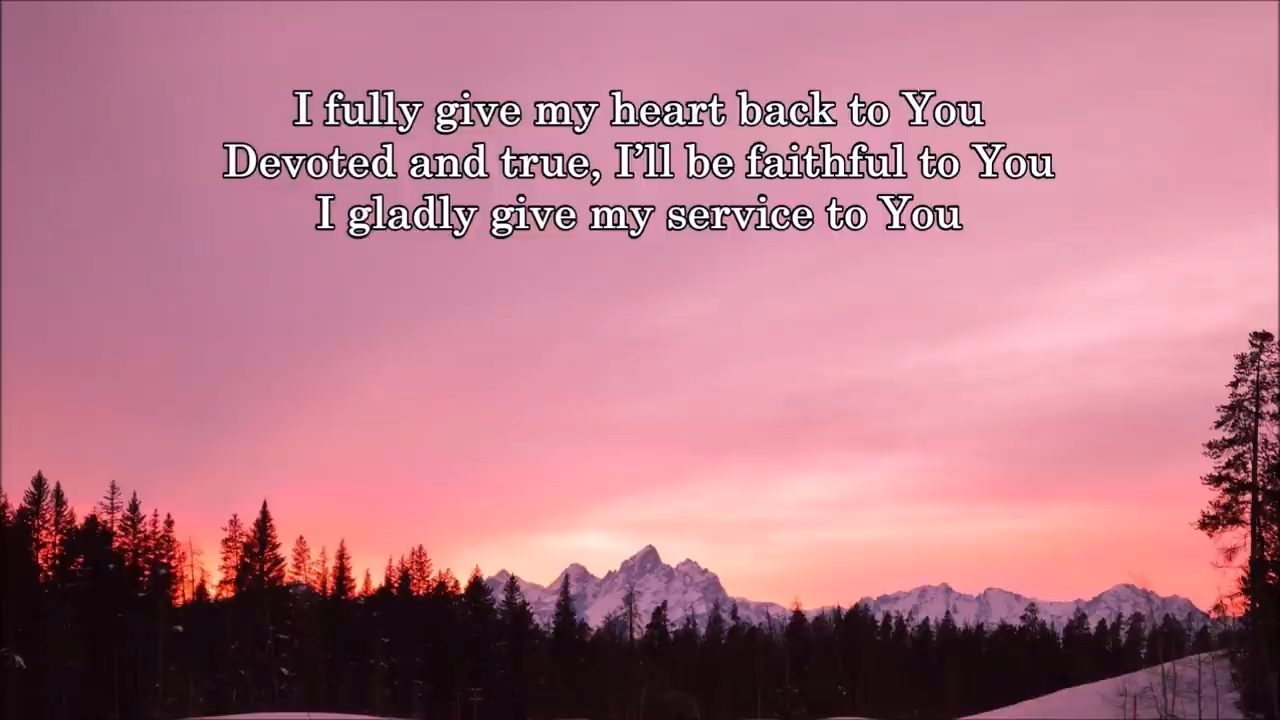 I fully give my heart back to You
Devoted and true, I’ll be faithful to You
I gladly give my service to You